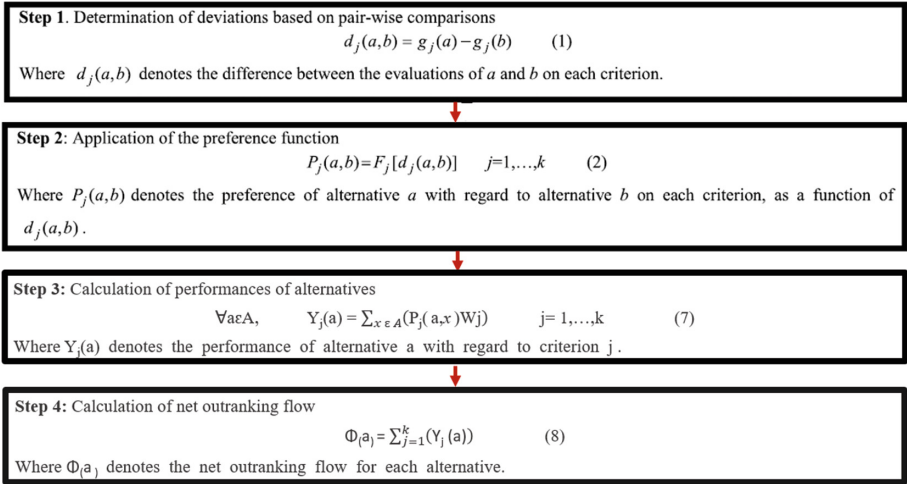 Step 1. Determination of deviations based on pair-wise comparisons
d_j(a,b) = g_j(a) − g_j(b) (1)
Where d_j(a,b) denotes the difference between the evaluations of a and b on each criterion.
Step 2: Application of the preference function
P_j(a,b)=F_j[d_j(a,b)] j=1,...,k (2)
Where P_j(a,b) denotes the preference of alternative a with regard to alternative b on each criterion, as a function of
d_j(a,b).
Step 3: Calculation of performances of alternatives
∀aεA, Y_j(a) = ∑_{x ε A}(P_j(a,x)Wj) j= 1,...,k (7)
Where Y_j(a) denotes the performance of alternative a with regard to criterion j.
Step 4: Calculation of net outranking flow
Φ(a) = ∑_{j=1}^{k}(Y_j (a)) (8)
Where Φ(a) denotes the net outranking flow for each alternative.